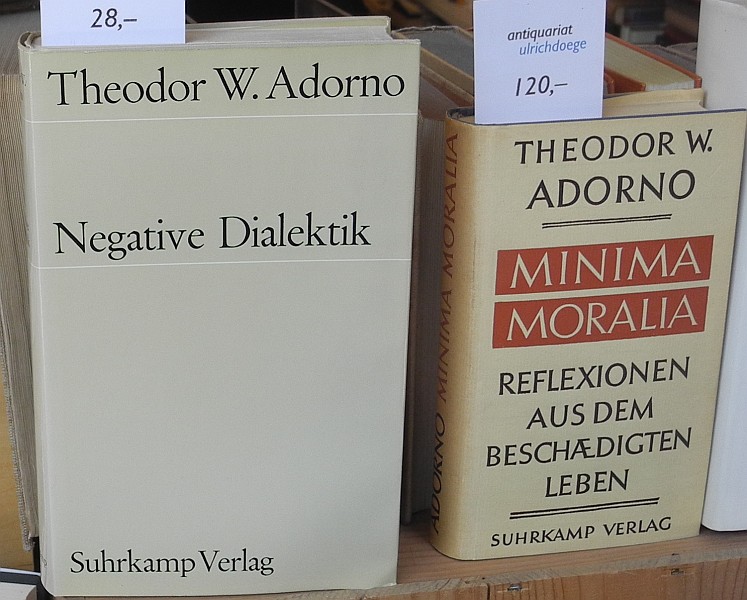 28,–
Theodor W. Adorno
Negative Dialektik
Suhrkamp Verlag
antiquariat
ulrichdoege
120,–
ADORNO MINIMA MORALIA
THEODOR W.
ADORNO
MINIMA
MORALIA
REFLEXIONEN
AUS DEM
BESCHÆDIGTEN
LEBEN
SUHRKAMP VERLAG